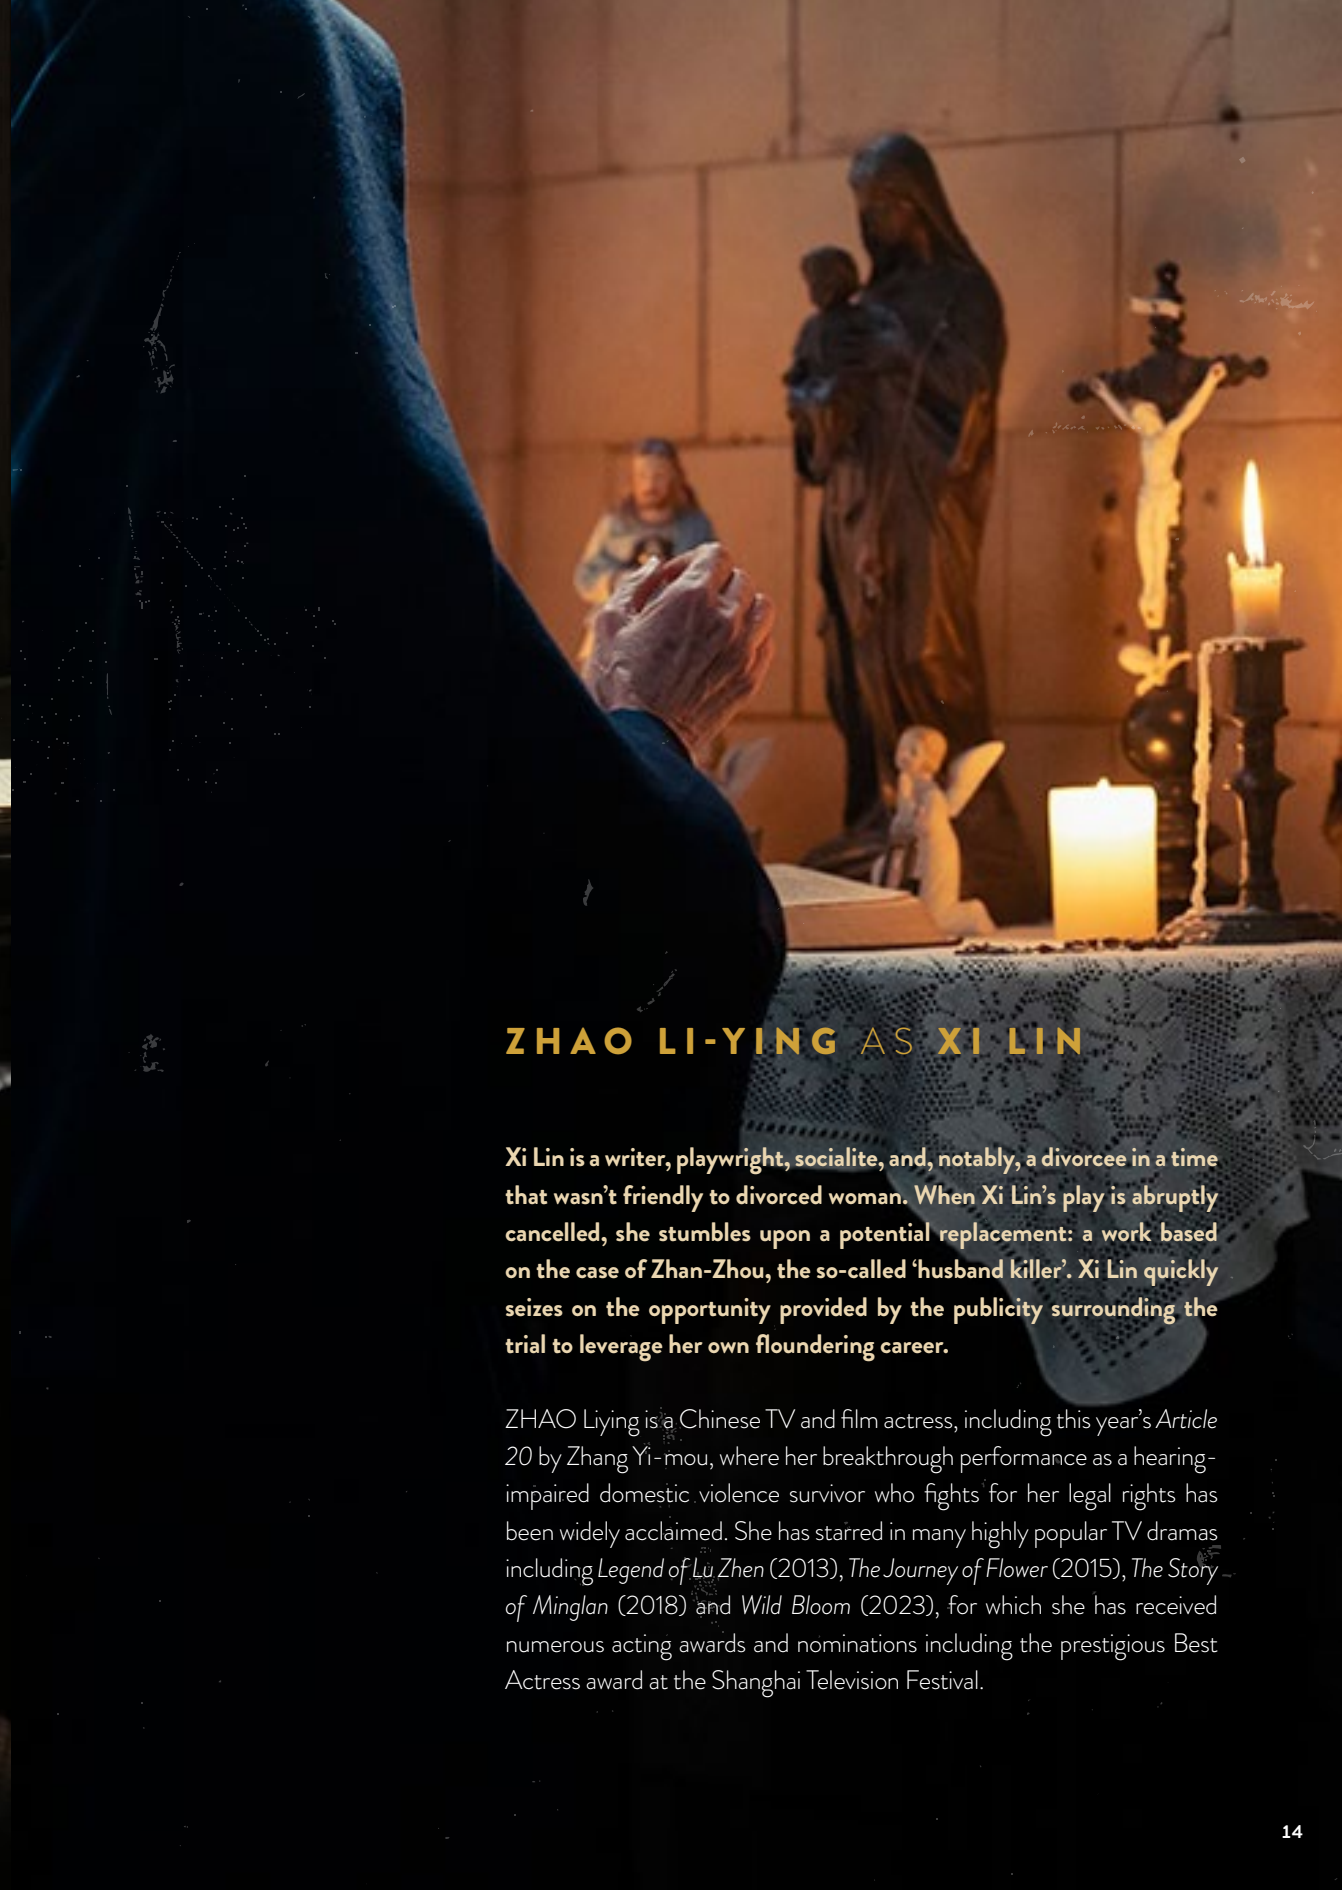 ZHAO LI-YING AS XI LIN
Xi Lin is a writer, playwright, socialite, and, notably, a divorcee in a time
that wasn't friendly to divorced woman. When Xi Lin's play is abruptly
cancelled, she stumbles upon a potential replacement: a work based
on the case of Zhan-Zhou, the so-called ‘husband killer’. Xi Lin quickly
seizes on the opportunity provided by the publicity surrounding the
trial to leverage her own floundering career.
ZHAO Liying is a Chinese TV and film actress, including this year's Article
20 by Zhang Yi-mou, where her breakthrough performance as a hearing-
impaired domestic violence survivor who fights for her legal rights has
been widely acclaimed. She has starred in many highly popular TV dramas
including Legend of Lu Zhen (2013), The Journey of Flower (2015), The Story
of Minglan (2018) and Wild Bloom (2023), for which she has received
numerous acting awards and nominations including the prestigious Best
Actress award at the Shanghai Television Festival.
14